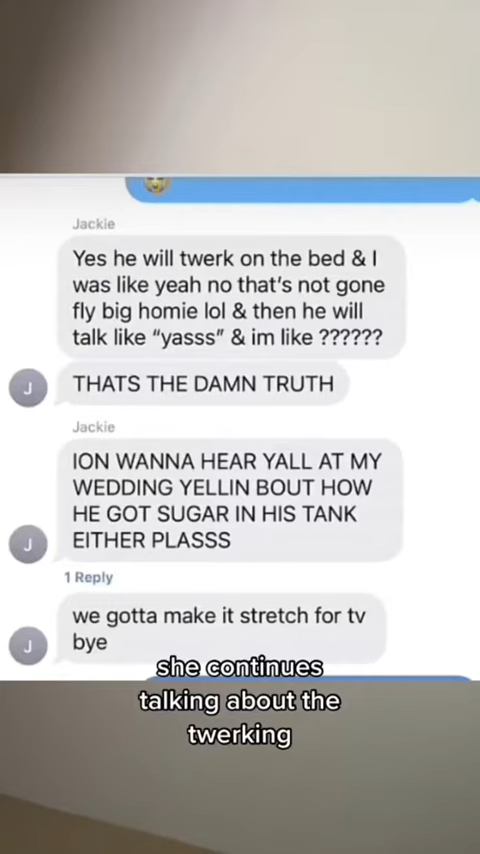 Jackie
Yes he will twerk on the bed & I
was like yeah no that's not gone
fly big homie lol & then he will
talk like “yasss” & im like ??????
J
THATS THE DAMN TRUTH
Jackie
ION WANNA HEAR YALL AT MY
WEDDING YELLIN BOUT HOW
HE GOT SUGAR IN HIS TANK
EITHER PLASSS
J
1 Reply
we gotta make it stretch for tv
bye
J
she continues
talking about the
twerking